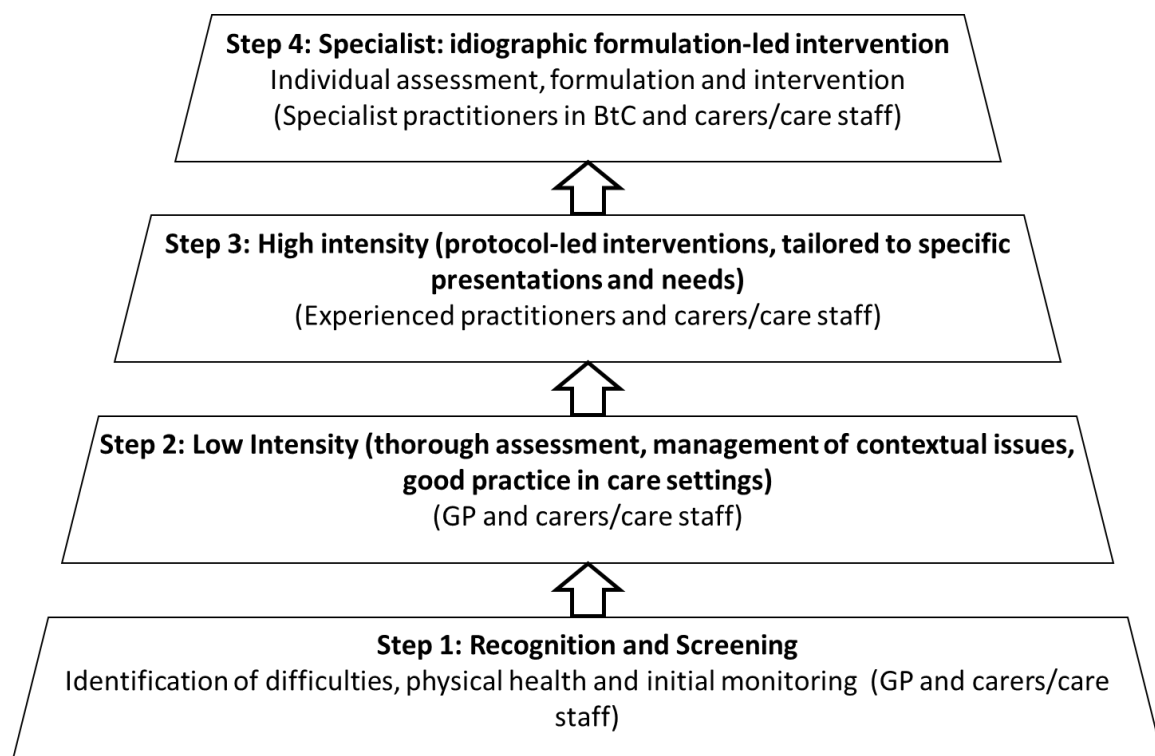 Step 4: Specialist: idiographic formulation-led intervention
Individual assessment, formulation and intervention
(Specialist practitioners in BtC and carers/care staff)
Step 3: High intensity (protocol-led interventions, tailored to specific
presentations and needs)
(Experienced practitioners and carers/care staff)
Step 2: Low Intensity (thorough assessment, management of contextual issues,
good practice in care settings)
(GP and carers/care staff)
Step 1: Recognition and Screening
Identification of difficulties, physical health and initial monitoring  (GP and carers/care
staff)